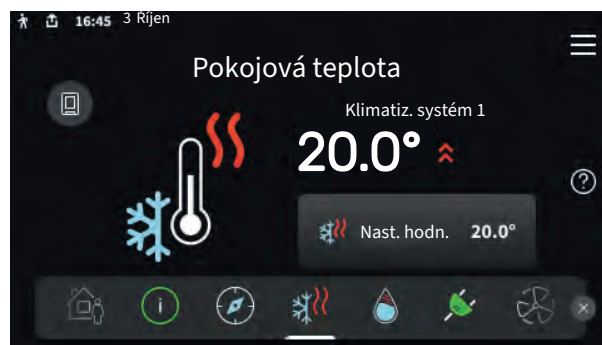 16:45 3 Říjen
Pokojová teplota
Klimatiz. systém 1
20.0°
?
Nast. hodn. 20.0°
i